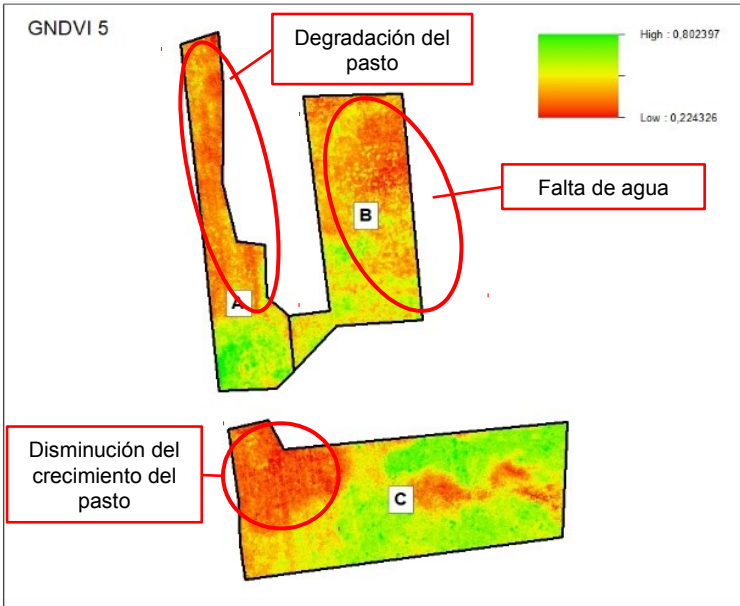 GNDVI 5
Degradación del
pasto
High : 0,802397
Low : 0,224326
Falta de agua
B
A
Disminución del
crecimiento del
pasto
C